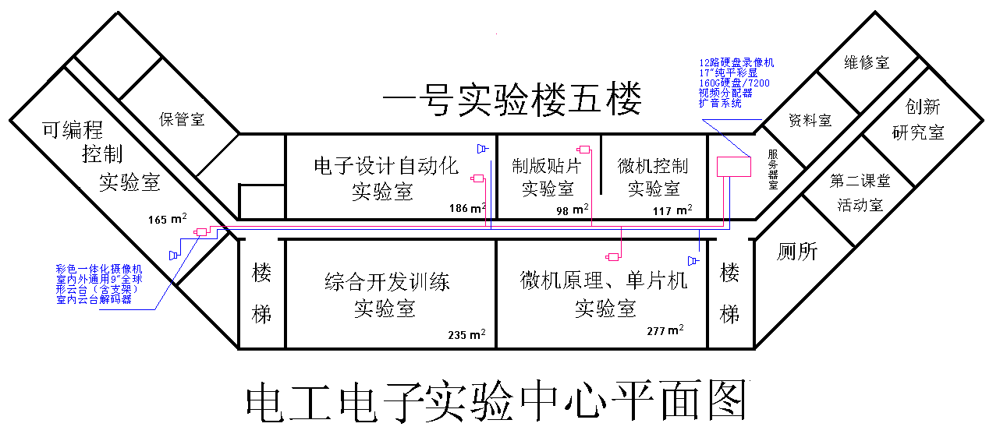 一号实验楼五楼
12路硬盘录像机
17"纯平彩显
160G硬盘/7200
视频分配器
扩音系统
维修室
创新
研究室
资料室
第二课堂
活动室
服务器室
厕所
保管室
可编程
控制
实验室
165 m²
电子设计自动化
实验室
186 m²
制版贴片
实验室
98 m²
微机控制
实验室
117 m²
彩色一体化摄像机
室内外通用9"全球
形云台（含支架）
室内云台解码器
楼
梯
综合开发训练
实验室
235 m²
微机原理、单片机
实验室
277 m²
楼
梯
电工电子实验中心平面图